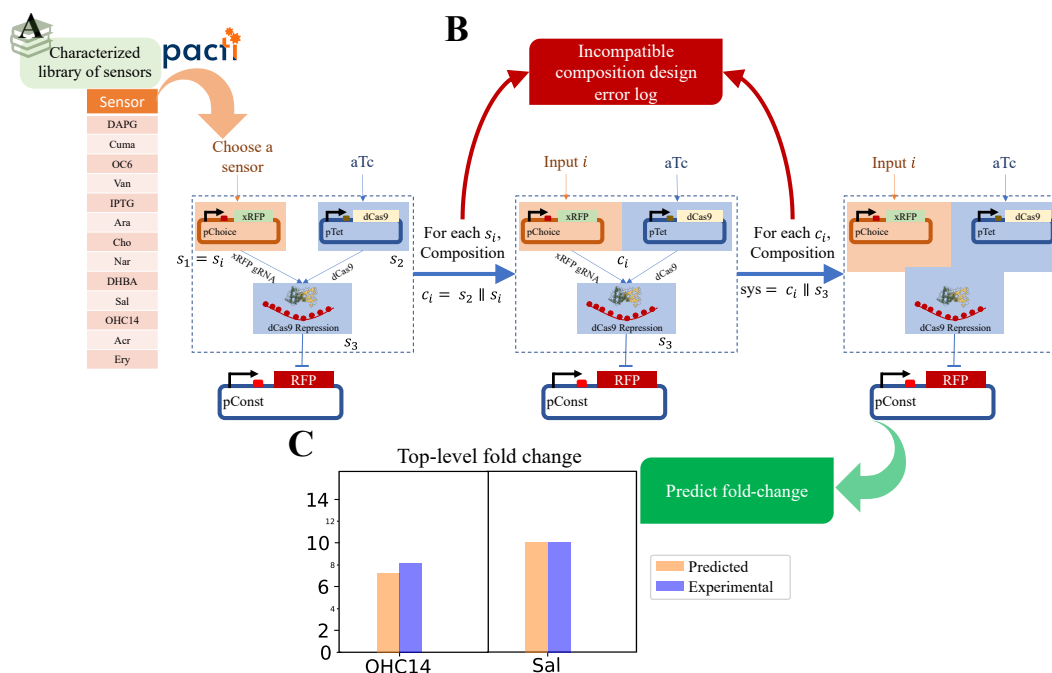 A
Characterized
library of sensors
pacti
Sensor
DAPG
Cuma
OC6
Van
IPTG
Ara
Cho
Nar
DHBA
Sal
OHC14
Acr
Ery
Choose a
sensor
aTc
xRFP
pChoice
dCas9
pTet
s₁ = sᵢ
xRFP gRNA
dCas9
s₂
dCas9 Repression
s₃
RFP
pConst
B
Incompatible
composition design
error log
For each sᵢ,
Composition
cᵢ = s₂ ∥ sᵢ
Input i
aTc
xRFP
pChoice
dCas9
pTet
cᵢ
xRFP gRNA
dCas9
dCas9 Repression
s₃
RFP
pConst
For each cᵢ,
Composition
sys = cᵢ ∥ s₃
Input i
aTc
xRFP
pChoice
dCas9
pTet
dCas9 Repression
RFP
pConst
C
Top-level fold change
14
12
10
8
6
4
2
0
OHC14
Sal
Predict fold-change
Predicted
Experimental